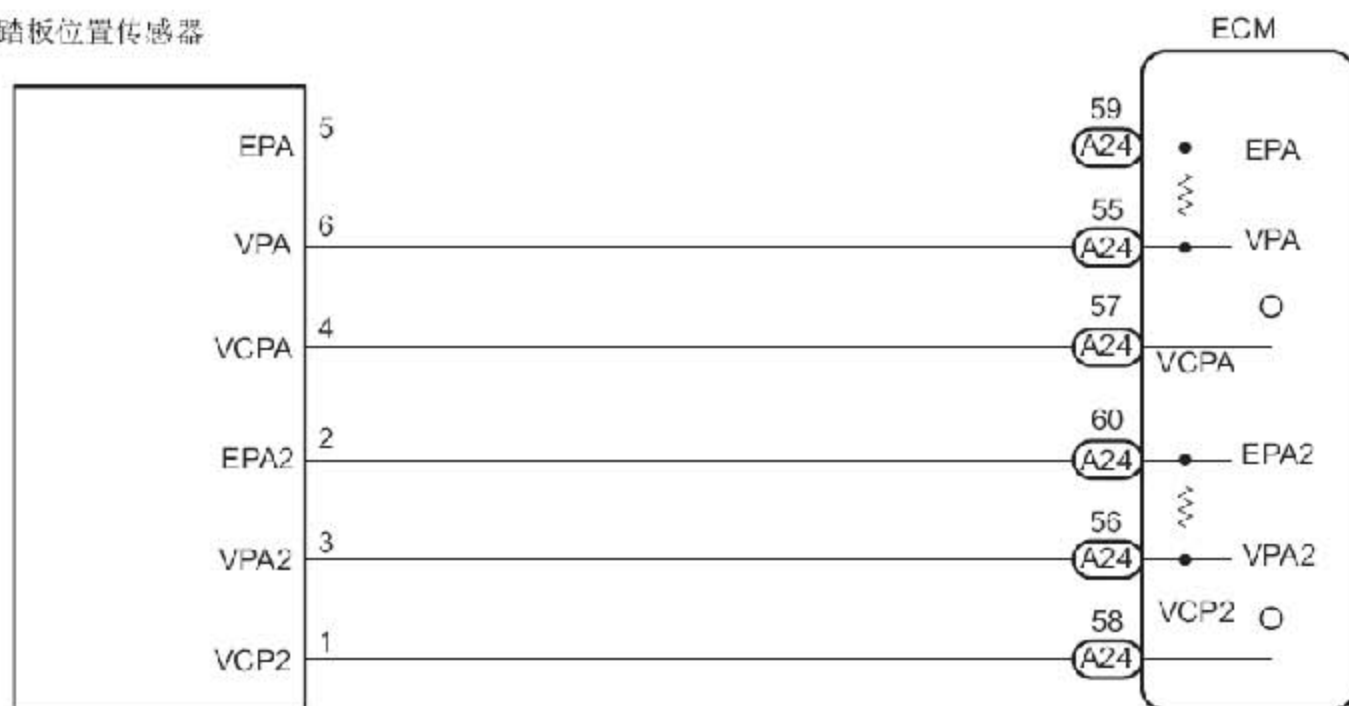 踏板位置传感器
ECM
EPA 5 59 A24 EPA
VPA 6 55 A24 VPA
VCPA 4 57 A24 VCPA
EPA2 2 60 A24 EPA2
VPA2 3 56 A24 VPA2
VCP2 1 58 A24 VCP2